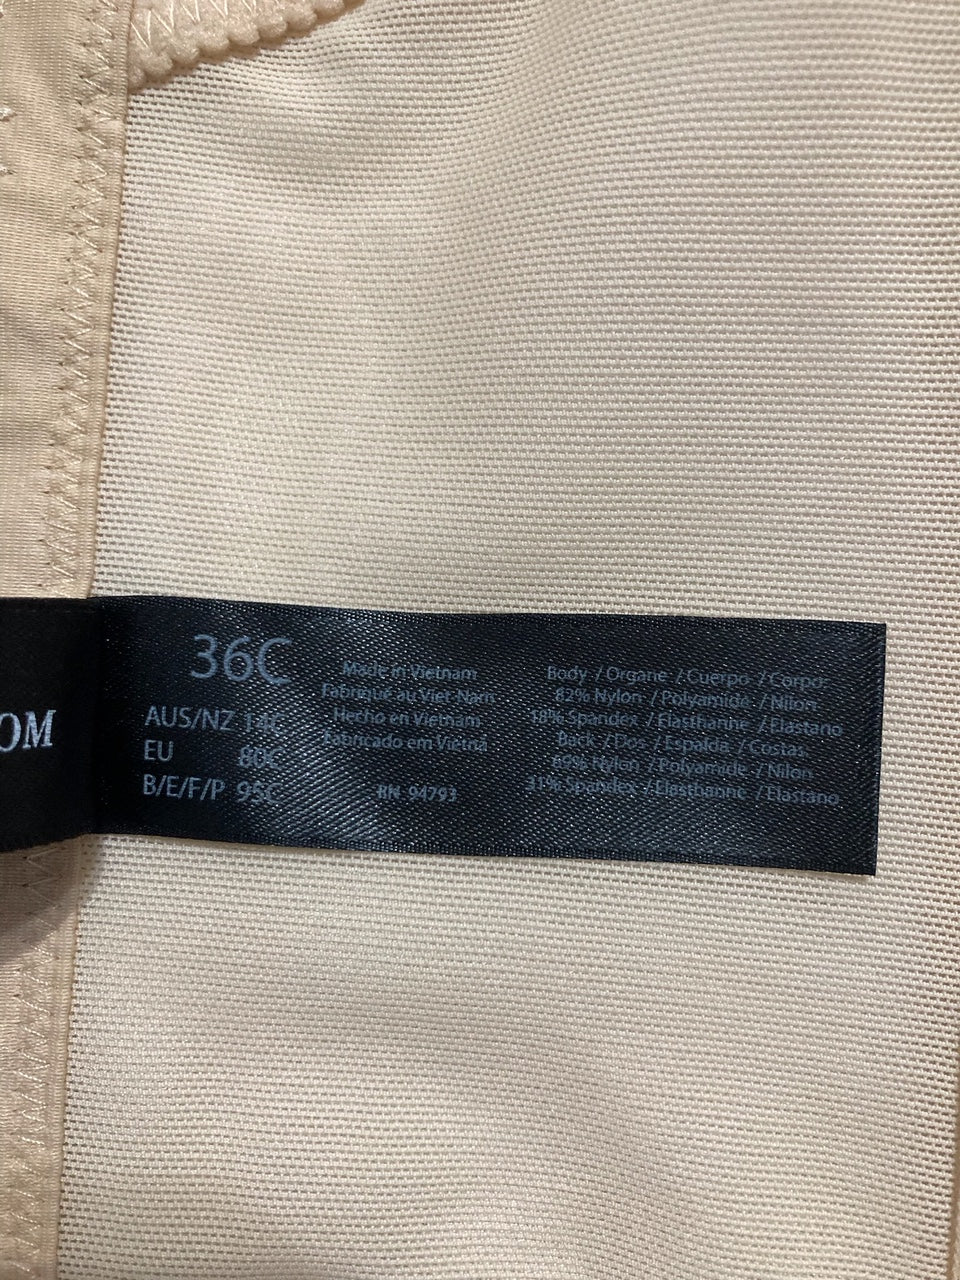 OM
36C
AUS/NZ 14C
EU 80C
B/E/F/P 95C
Made in Vietnam
Fabriqué au Viet Nam
Hecho en Vietnam
Fabricado em Vietna
RN 94793
Body / Organe / Cuerpo / Corpo:
82% Nylon / Polyamide / Nilon
18% Spandex / Elasthanne / Elastano
Back / Dos / Espalda / Costas:
69% Nylon / Polyamide / Nilon
31% Spandex / Elasthanne / Elastano